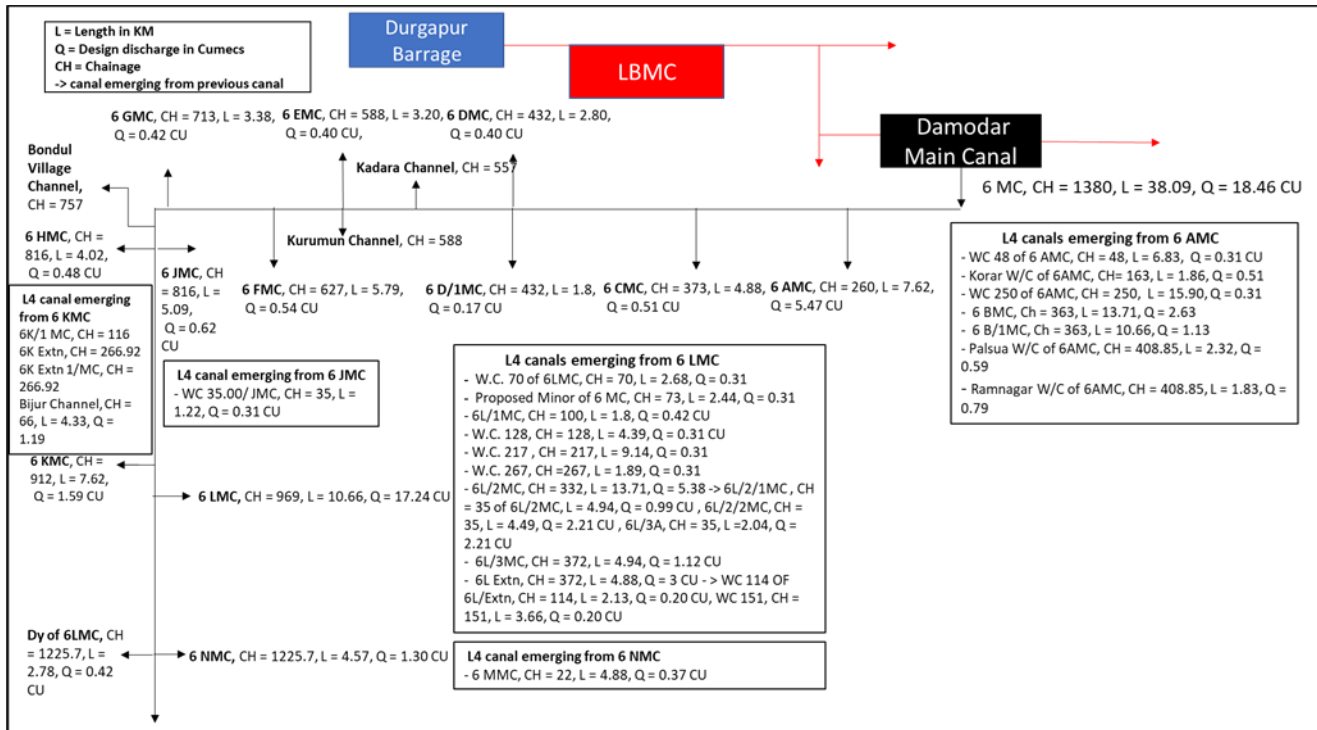 L = Length in KM
Q = Design discharge in Cumecs
CH = Chainage
-> canal emerging from previous canal
Durgapur
Barrage
LBMC
Damodar
Main Canal
6 MC, CH = 1380, L = 38.09, Q = 18.46 CU
6 GMC, CH = 713, L = 3.38,
Q = 0.42 CU
6 EMC, CH = 588, L = 3.20,
Q = 0.40 CU,
6 DMC, CH = 432, L = 2.80,
Q = 0.40 CU
Bondul
Village
Channel,
CH = 757
Kadara Channel, CH = 557
Kurumun Channel, CH = 588
6 HMC, CH =
816, L = 4.02,
Q = 0.48 CU
6 JMC, CH
= 816, L =
5.09,
Q = 0.62
CU
6 FMC, CH = 627, L = 5.79,
Q = 0.54 CU
6 D/1MC, CH = 432, L = 1.8,
Q = 0.17 CU
6 CMC, CH = 373, L = 4.88,
Q = 0.51 CU
6 AMC, CH = 260, L = 7.62,
Q = 5.47 CU
L4 canals emerging from 6 AMC
- WC 48 of 6 AMC, CH = 48, L = 6.83, Q = 0.31 CU
- Korar W/C of 6AMC, CH= 163, L = 1.86, Q = 0.51
- WC 250 of 6AMC, CH = 250, L = 15.90, Q = 0.31
- 6 BMC, Ch = 363, L = 13.71, Q = 2.63
- 6 B/1MC, Ch = 363, L = 10.66, Q = 1.13
- Palsua W/C of 6AMC, CH = 408.85, L = 2.32, Q =
0.59
- Ramnagar W/C of 6AMC, CH = 408.85, L = 1.83, Q =
0.79
L4 canal emerging
from 6 KMC
6K/1 MC, CH = 116
6K Extn, CH = 266.92
6K Extn 1/MC, CH =
266.92
Bijur Channel, CH =
66, L = 4.33, Q =
1.19
L4 canal emerging from 6 JMC
- WC 35.00/ JMC, CH = 35, L =
1.22, Q = 0.31 CU
L4 canals emerging from 6 LMC
- W.C. 70 of 6LMC, CH = 70, L = 2.68, Q = 0.31
- Proposed Minor of 6 MC, CH = 73, L = 2.44, Q = 0.31
- 6L/1MC, CH = 100, L = 1.8, Q = 0.42 CU
- W.C. 128, CH = 128, L = 4.39, Q = 0.31 CU
- W.C. 217 , CH = 217, L = 9.14, Q = 0.31
- W.C. 267, CH =267, L = 1.89, Q = 0.31
- 6L/2MC, CH = 332, L = 13.71, Q = 5.38 -> 6L/2/1MC , CH
= 35 of 6L/2MC, L = 4.94, Q = 0.99 CU , 6L/2/2MC, CH =
35, L = 4.49, Q = 2.21 CU , 6L/3A, CH = 35, L =2.04, Q =
2.21 CU
- 6L/3MC, CH = 372, L = 4.94, Q = 1.12 CU
- 6L Extn, CH = 372, L = 4.88, Q = 3 CU - > WC 114 OF
6L/Extn, CH = 114, L = 2.13, Q = 0.20 CU, WC 151, CH =
151, L = 3.66, Q = 0.20 CU
6 KMC, CH =
912, L = 7.62,
Q = 1.59 CU
6 LMC, CH = 969, L = 10.66, Q = 17.24 CU
Dy of 6LMC, CH
= 1225.7, L =
2.78, Q = 0.42
CU
6 NMC, CH = 1225.7, L = 4.57, Q = 1.30 CU
L4 canal emerging from 6 NMC
- 6 MMC, CH = 22, L = 4.88, Q = 0.37 CU